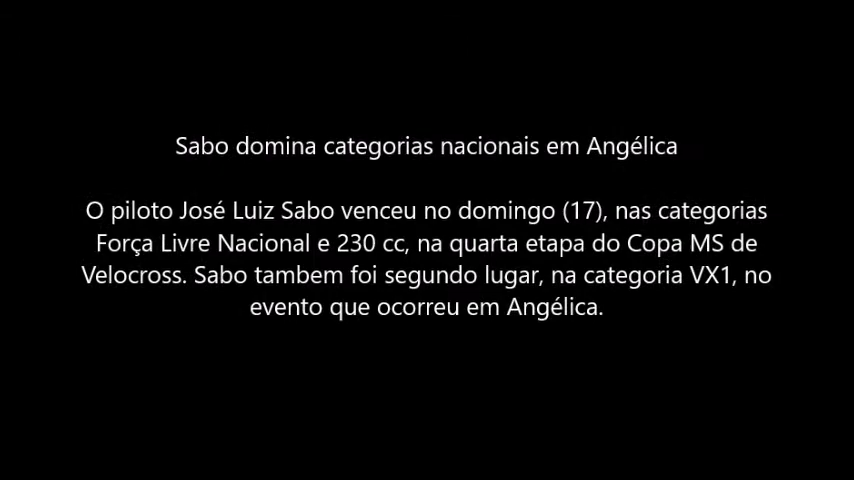 Sabo domina categorias nacionais em Angélica
O piloto José Luiz Sabo venceu no domingo (17), nas categorias
Força Livre Nacional e 230 cc, na quarta etapa do Copa MS de
Velocross. Sabo tambem foi segundo lugar, na categoria VX1, no
evento que ocorreu em Angélica.